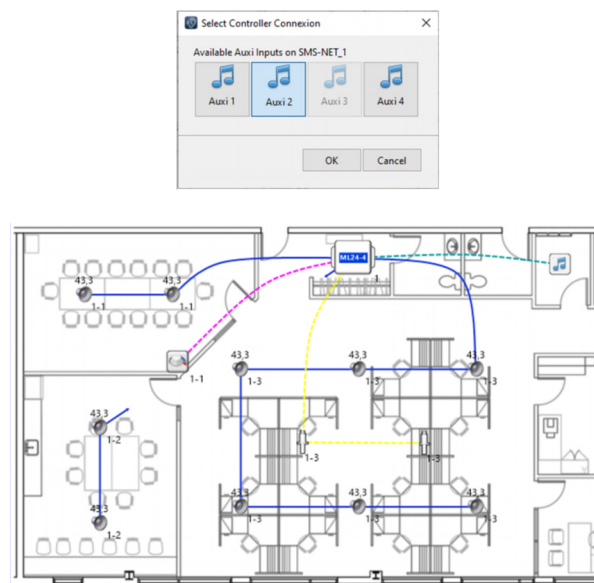 Select Controller Connexion
Available Auxi Inputs on SMS-NET_1
Auxi 1 Auxi 2 Auxi 3 Auxi 4
OK Cancel
ML24-4
1
43,3 43,3
1-1 1-1
1-1
43,3 43,3 43,3
1-3 1-3 1-3
43,3
1-2
1-3 1-3
43,3 43,3 43,3
1-3 1-3 1-3
43,3
1-2